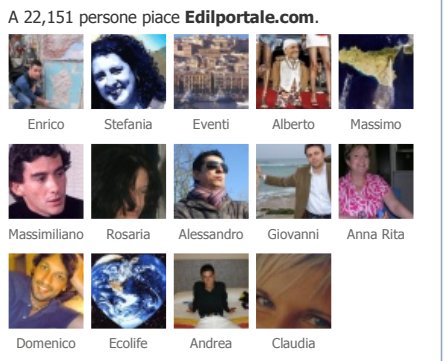 A 22,151 persone piace Edilportale.com.
Enrico Stefania Eventi Alberto Massimo
Massimiliano Rosaria Alessandro Giovanni Anna Rita
Domenico Ecolife Andrea Claudia